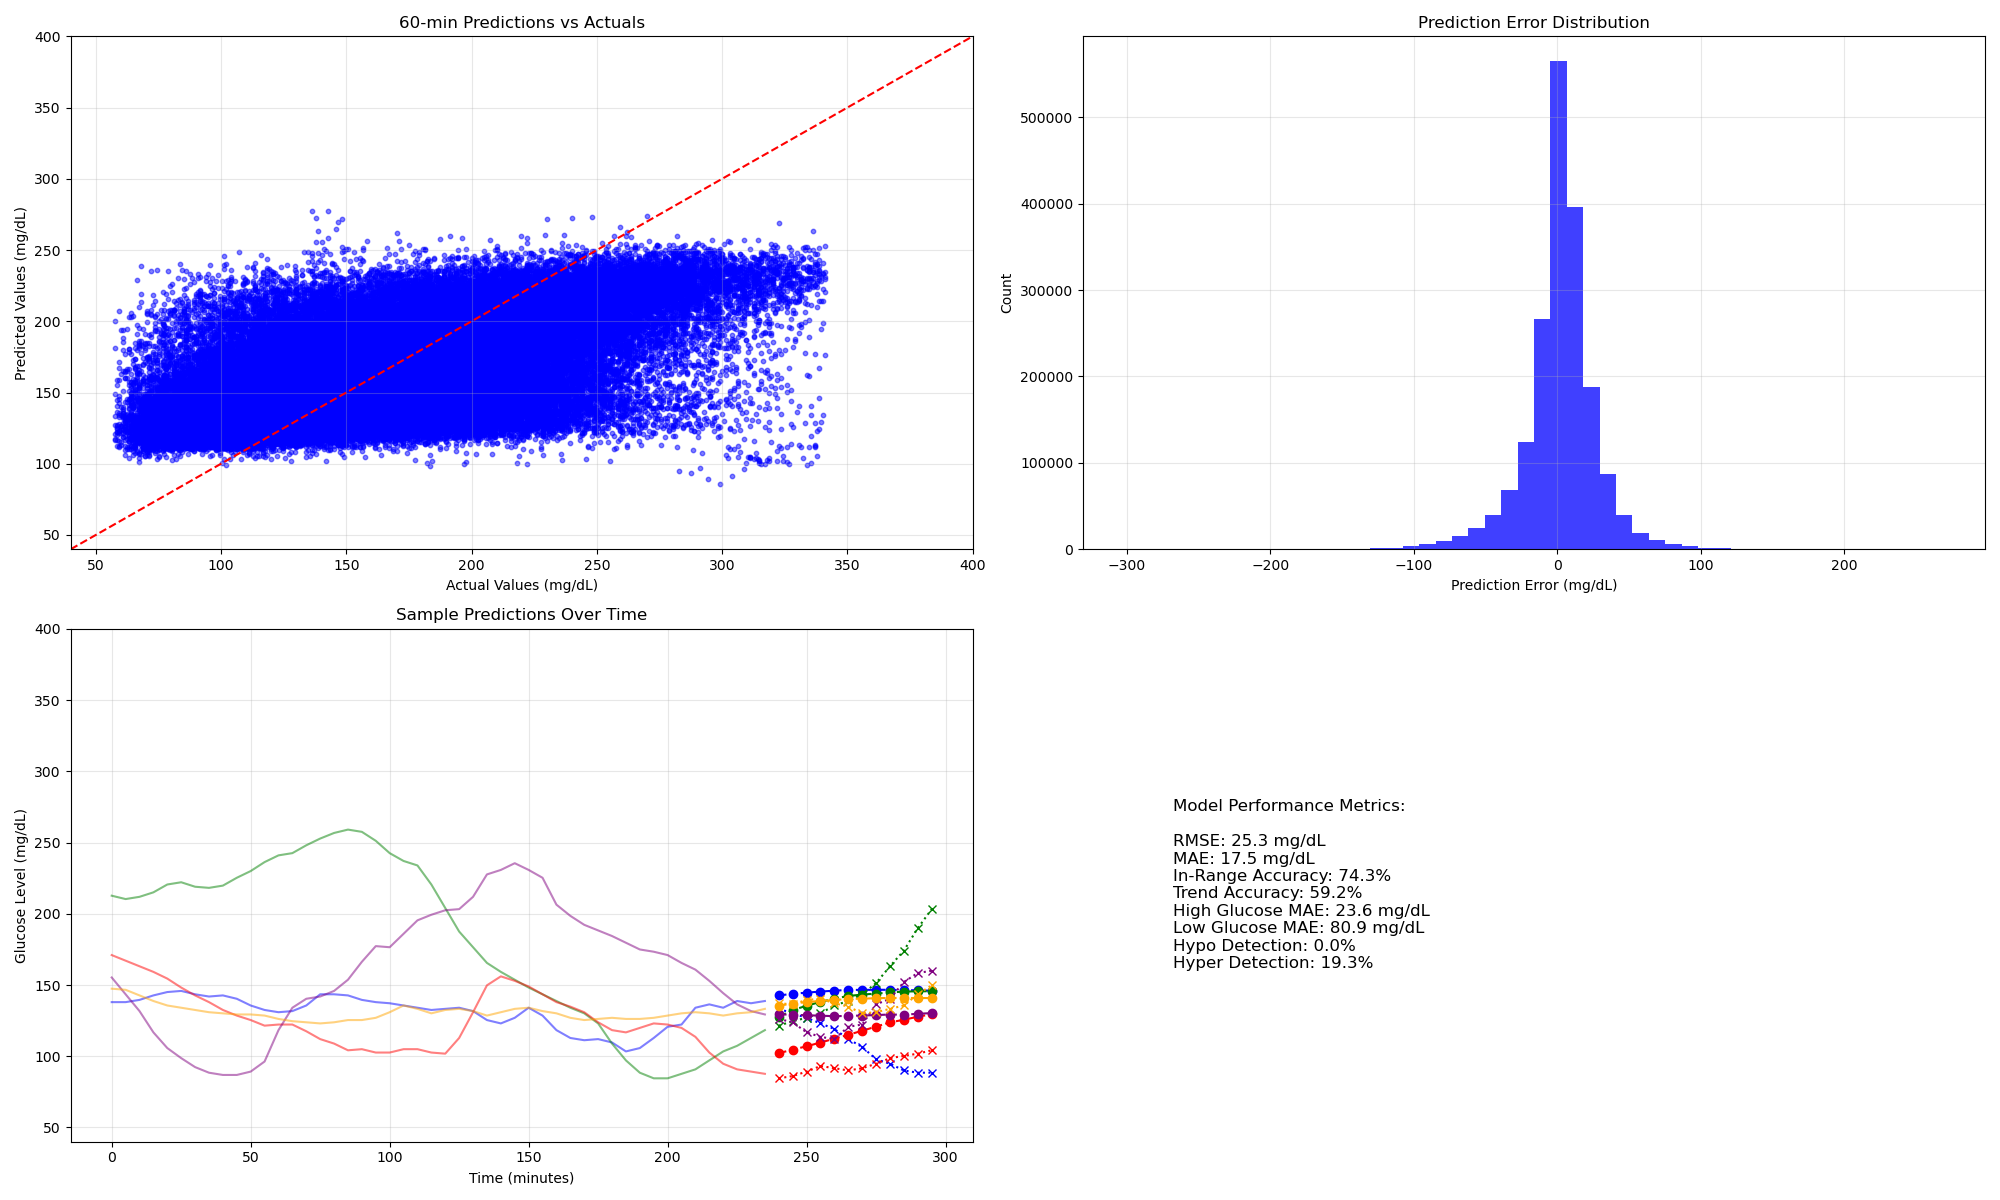 60-min Predictions vs Actuals
400
350
300
250
200
150
100
50
50
100
150
200
250
300
350
400
Predicted Values (mg/dL)
Actual Values (mg/dL)
Prediction Error Distribution
500000
400000
300000
200000
100000
0
−300
−200
−100
0
100
200
Count
Prediction Error (mg/dL)
Sample Predictions Over Time
400
350
300
250
200
150
100
50
0
50
100
150
200
250
300
Glucose Level (mg/dL)
Time (minutes)
Model Performance Metrics:
RMSE: 25.3 mg/dL
MAE: 17.5 mg/dL
In-Range Accuracy: 74.3%
Trend Accuracy: 59.2%
High Glucose MAE: 23.6 mg/dL
Low Glucose MAE: 80.9 mg/dL
Hypo Detection: 0.0%
Hyper Detection: 19.3%